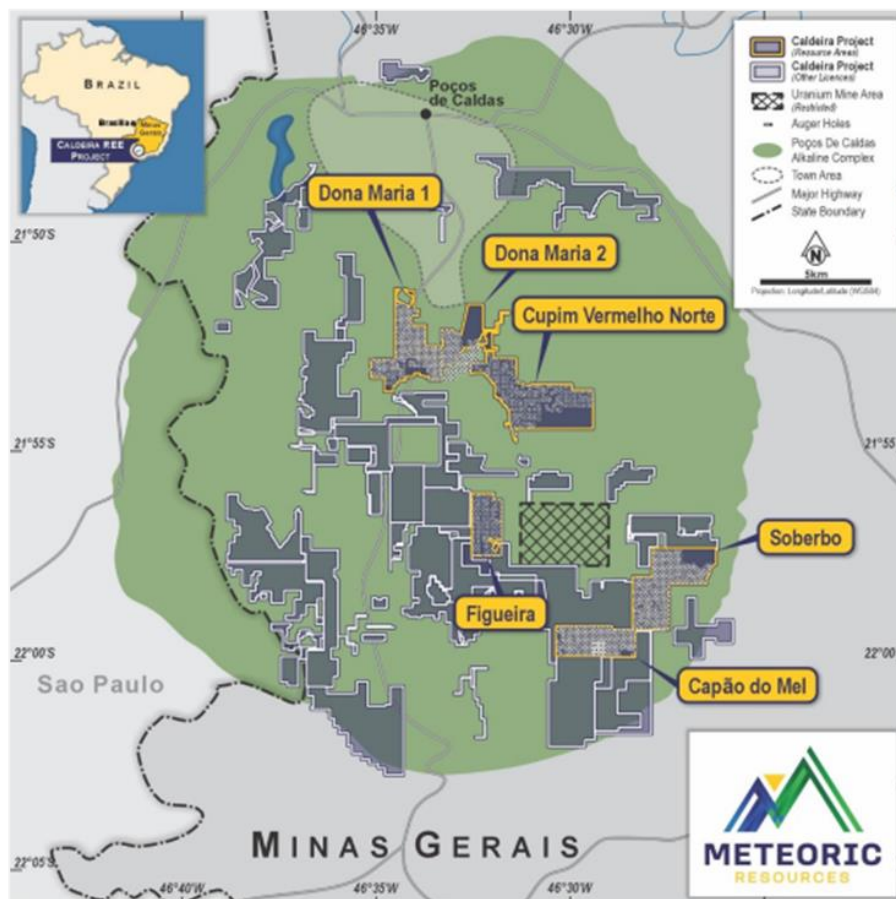 46°35'W
46°30'W
BRAZIL
Brasilia
Minas
Gerais
CALDEIRA REE
PROJECT
Poços
de Caldas
Caldeira Project
(Resource Areas)
Caldeira Project
(Other Licences)
Uranium Mine Area
(Restricted)
Auger Holes
Poços De Caldas
Alkaline Complex
Town Area
Major Highway
State Boundary
N
5km
Projection: Longitude/Latitude (WGS84)
Dona Maria 1
21°50'S
Dona Maria 2
Cupim Vermelho Norte
21°55'S
21°55'
Soberbo
Figueira
22°00'S
22°00'
Sao Paulo
Capão do Mel
MINAS GERAIS
METEORIC
RESOURCES
22°05'S
46°40'W
46°35'W
46°30'W